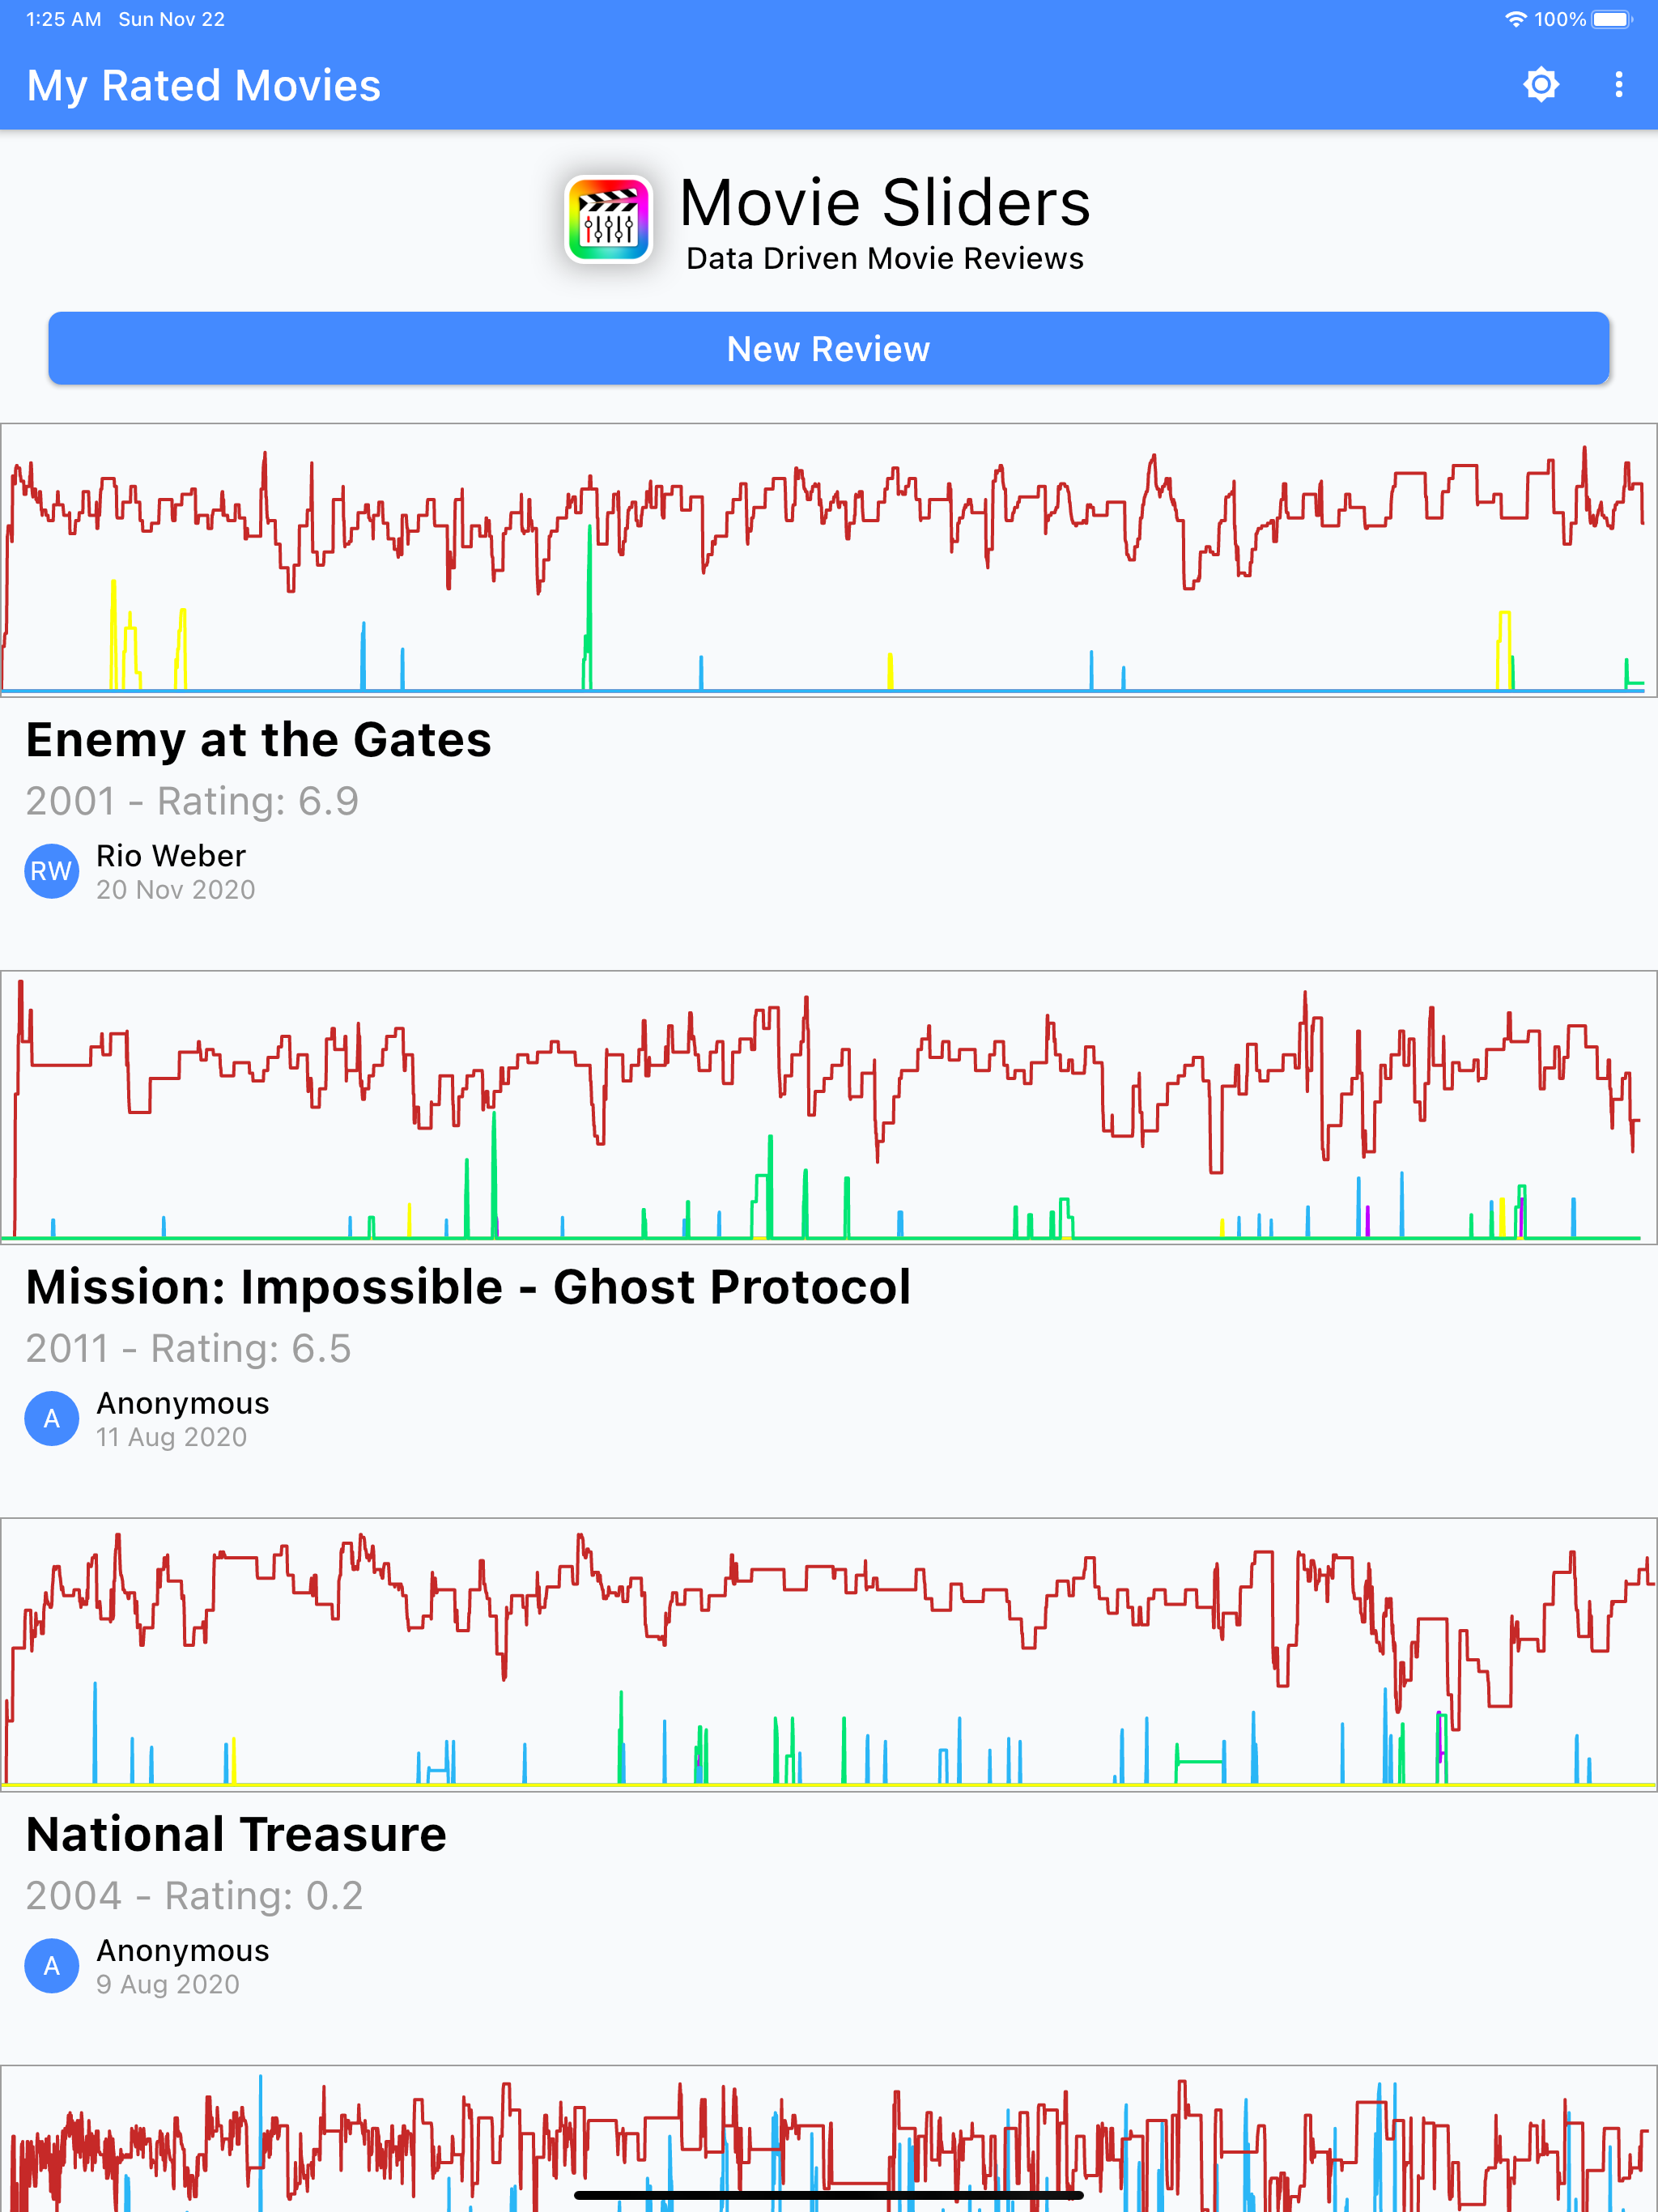 1:25 AM Sun Nov 22
100%
My Rated Movies
Movie Sliders
Data Driven Movie Reviews
New Review
Enemy at the Gates
2001 - Rating: 6.9
RW
Rio Weber
20 Nov 2020
Mission: Impossible - Ghost Protocol
2011 - Rating: 6.5
A
Anonymous
11 Aug 2020
National Treasure
2004 - Rating: 0.2
A
Anonymous
9 Aug 2020